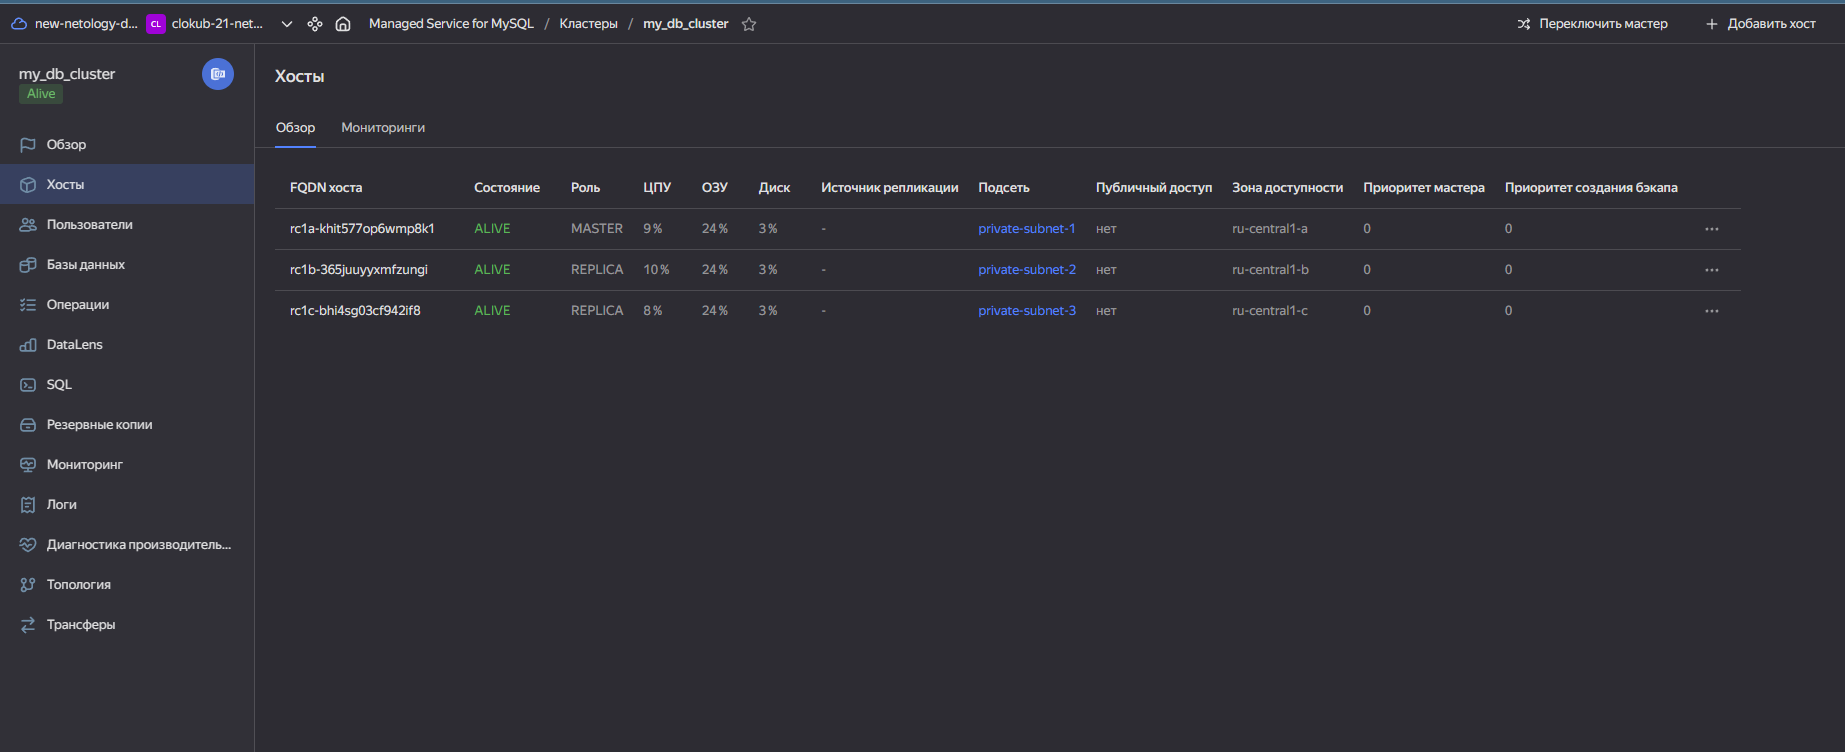 new-netology-d... CL clokub-21-net... Managed Service for MySQL / Кластеры / my_db_cluster Переключить мастер + Добавить хост
my_db_cluster
Alive
Обзор
Хосты
Пользователи
Базы данных
Операции
DataLens
SQL
Резервные копии
Мониторинг
Логи
Диагностика производитель...
Топология
Трансферы
Хосты
Обзор Мониторинги
FQDN хоста Состояние Роль ЦПУ ОЗУ Диск Источник репликации Подсеть Публичный доступ Зона доступности Приоритет мастера Приоритет создания бэкапа
rc1a-khit577op6wmp8k1 ALIVE MASTER 9 % 24 % 3 % - private-subnet-1 нет ru-central1-a 0 0
rc1b-365juuyyxmfzungi ALIVE REPLICA 10 % 24 % 3 % - private-subnet-2 нет ru-central1-b 0 0
rc1c-bhi4sg03cf942if8 ALIVE REPLICA 8 % 24 % 3 % - private-subnet-3 нет ru-central1-c 0 0